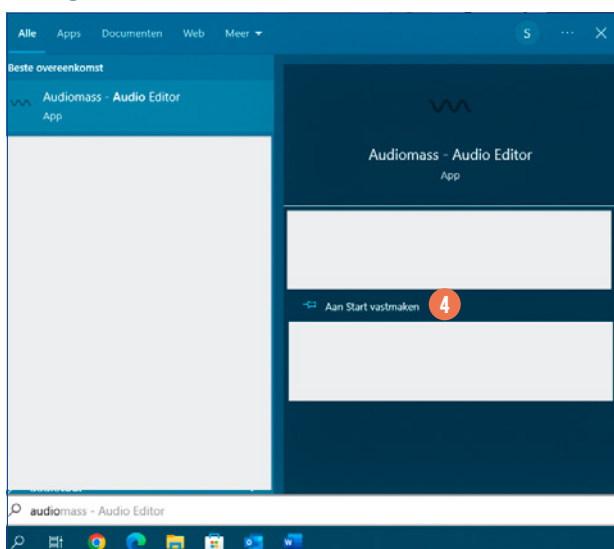 Alle Apps Documenten Web Meer
S
Beste overeenkomst
Audiomass - Audio Editor
App
Audiomass - Audio Editor
App
Aan Start vastmaken 4
audiomass - Audio Editor